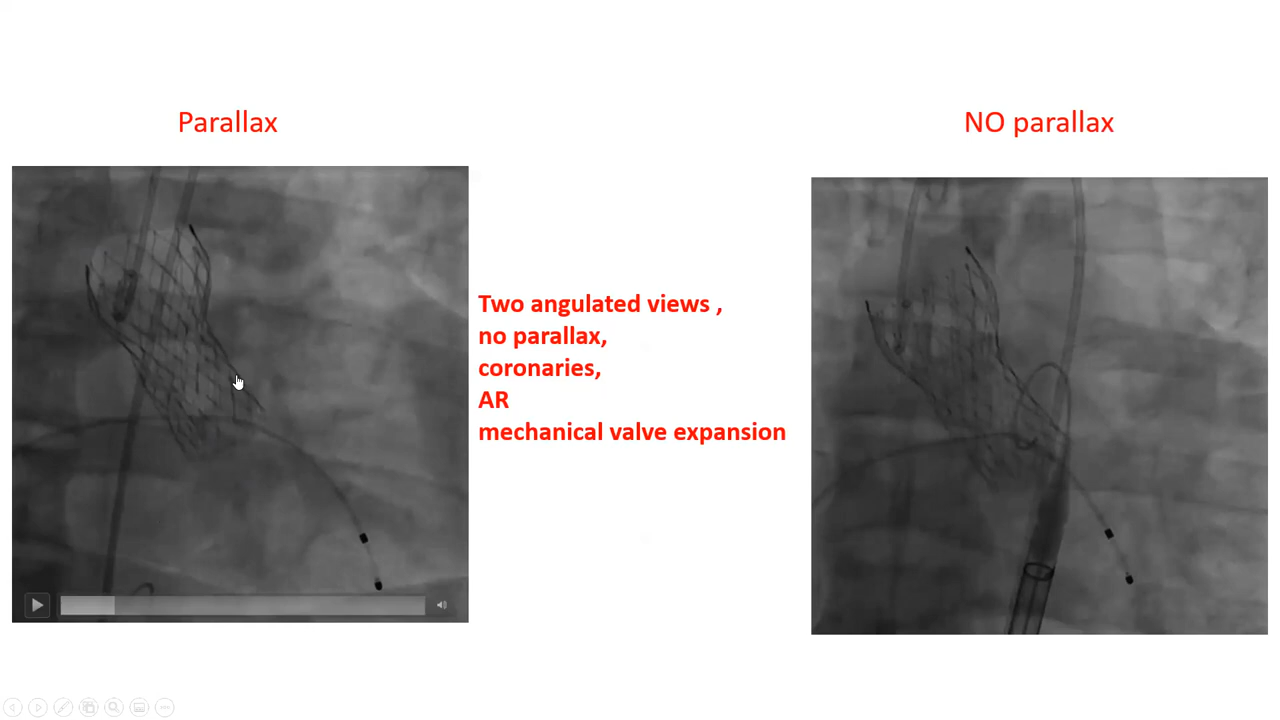 Parallax
NO parallax
Two angulated views ,
no parallax,
coronaries,
AR
mechanical valve expansion